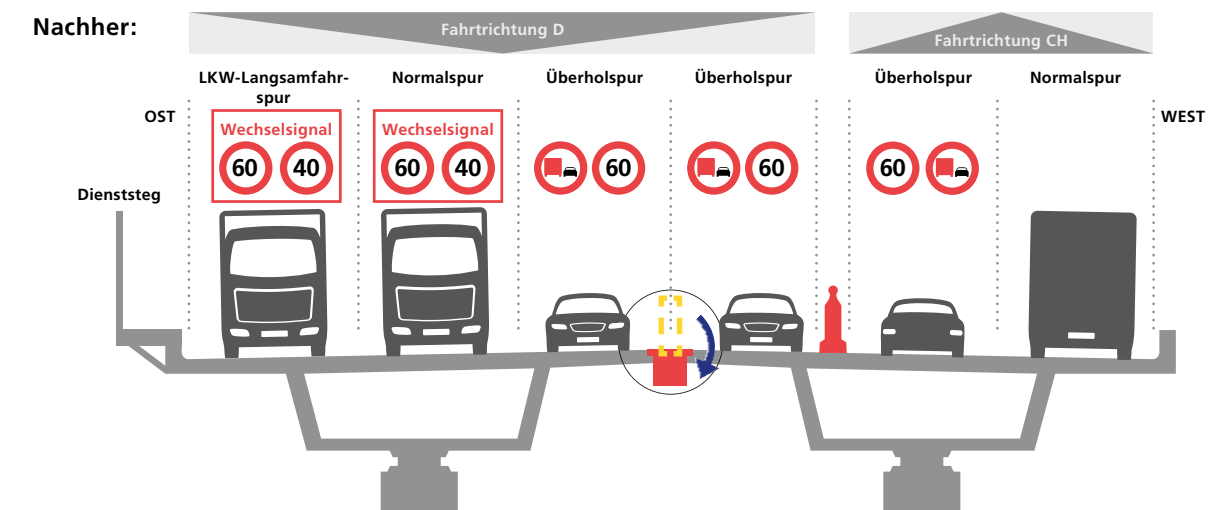 Nachher:
Fahrtrichtung D
Fahrtrichtung CH
LKW-Langsamfahr-
spur
Normalspur
Überholspur
Überholspur
Überholspur
Normalspur
OST
WEST
Wechselsignal
60 40
Wechselsignal
60 40
60
60
60
Dienststeg